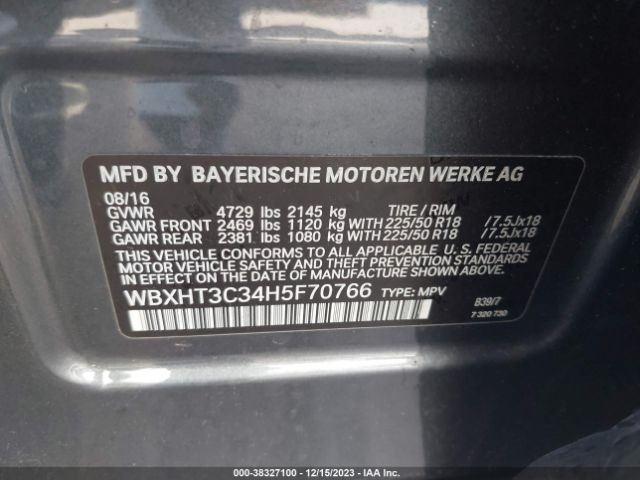 MFD BY BAYERISCHE MOTOREN WERKE AG
08/16
GVWR 4729 lbs 2145 kg TIRE / RIM
GAWR FRONT 2469 lbs 1120 kg WITH 225/50 R18 /7.5Jx18
GAWR REAR 2381 lbs 1080 kg WITH 225/50 R18 /7.5Jx18
THIS VEHICLE CONFORMS TO ALL APPLICABLE U. S. FEDERAL
MOTOR VEHICLE SAFETY, BUMPER, AND THEFT PREVENTION
STANDARDS IN EFFECT ON THE DATE OF MANUFACTURE
SHOWN ABOVE.
WBXHT3C34H5F70766 TYPE: MPV B39/7
7 320 730
000-38327100 - 12/15/2023 - IAA Inc.